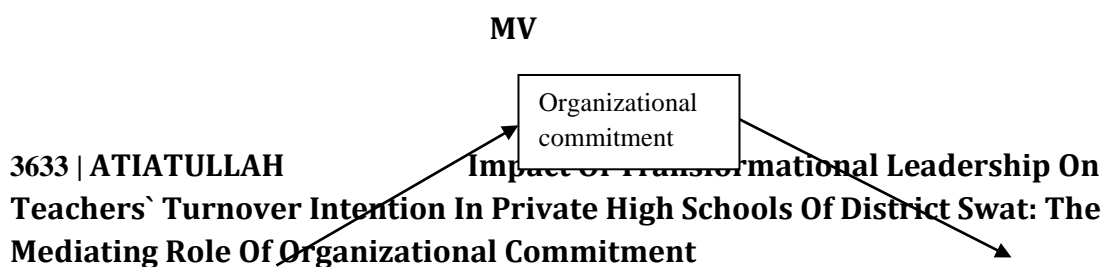 MV
Organizational
commitment
3633 | ATIATULLAH Impact Of Transformational Leadership On
Teachers` Turnover Intention In Private High Schools Of District Swat: The
Mediating Role Of Organizational Commitment